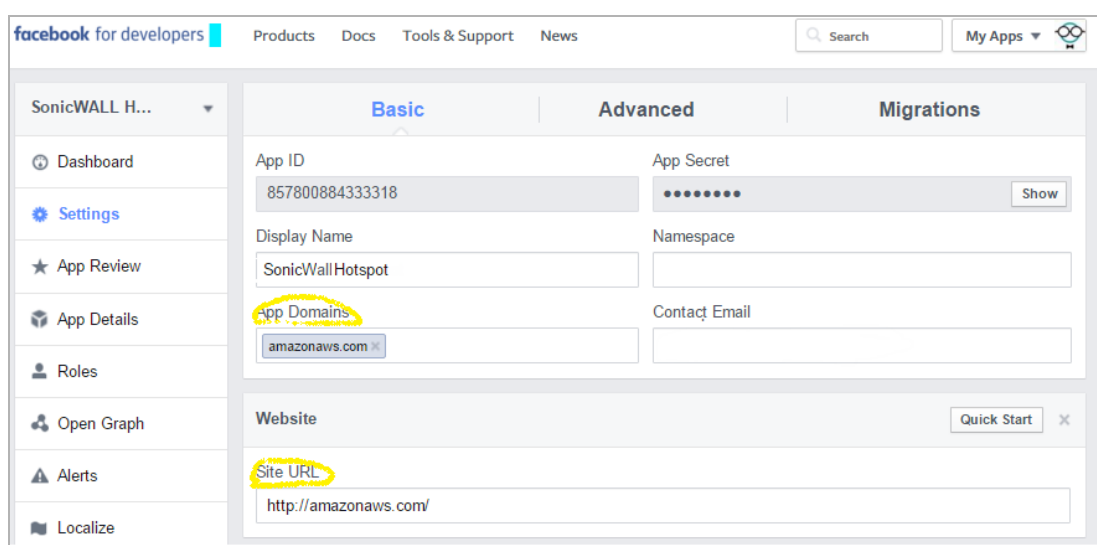 facebook for developers Products Docs Tools & Support News Search My Apps
SonicWALL H...
Dashboard
Settings
App Review
App Details
Roles
Open Graph
Alerts
Localize
Basic Advanced Migrations
App ID App Secret
857800884333318 •••••••• Show
Display Name Namespace
SonicWallHotspot
App Domains Contact Email
amazonaws.com ×
Website Quick Start ×
Site URL
http://amazonaws.com/